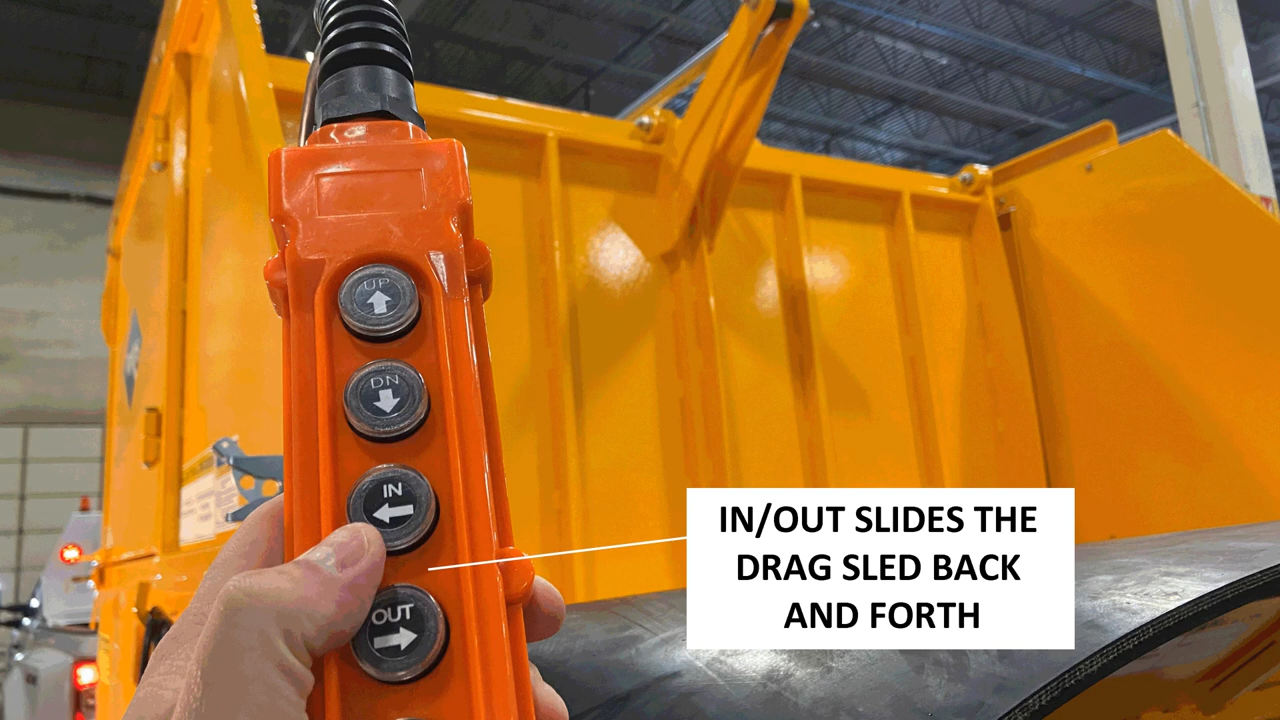 UP
DN
IN
OUT
IN/OUT SLIDES THE
DRAG SLED BACK
AND FORTH